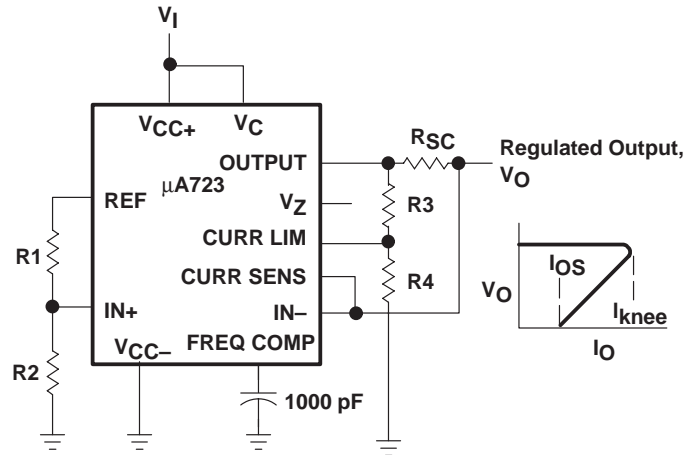 VI
VCC+
VC
RSC
Regulated Output,
VO
OUTPUT
μA723
REF
VZ
R3
R1
CURR LIM
CURR SENS
R4
IOS
VO
IN+
IN–
Iknee
IO
VCC–
FREQ COMP
R2
1000 pF